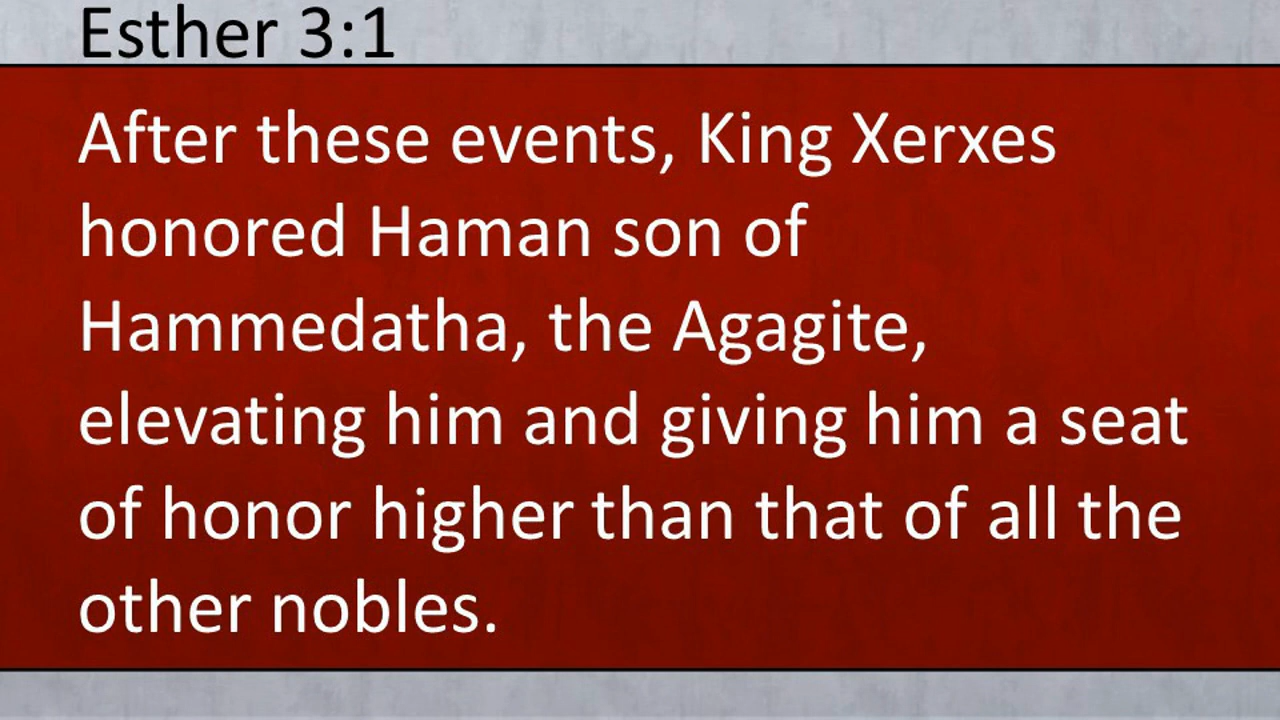 Esther 3:1
After these events, King Xerxes
honored Haman son of
Hammedatha, the Agagite,
elevating him and giving him a seat
of honor higher than that of all the
other nobles.